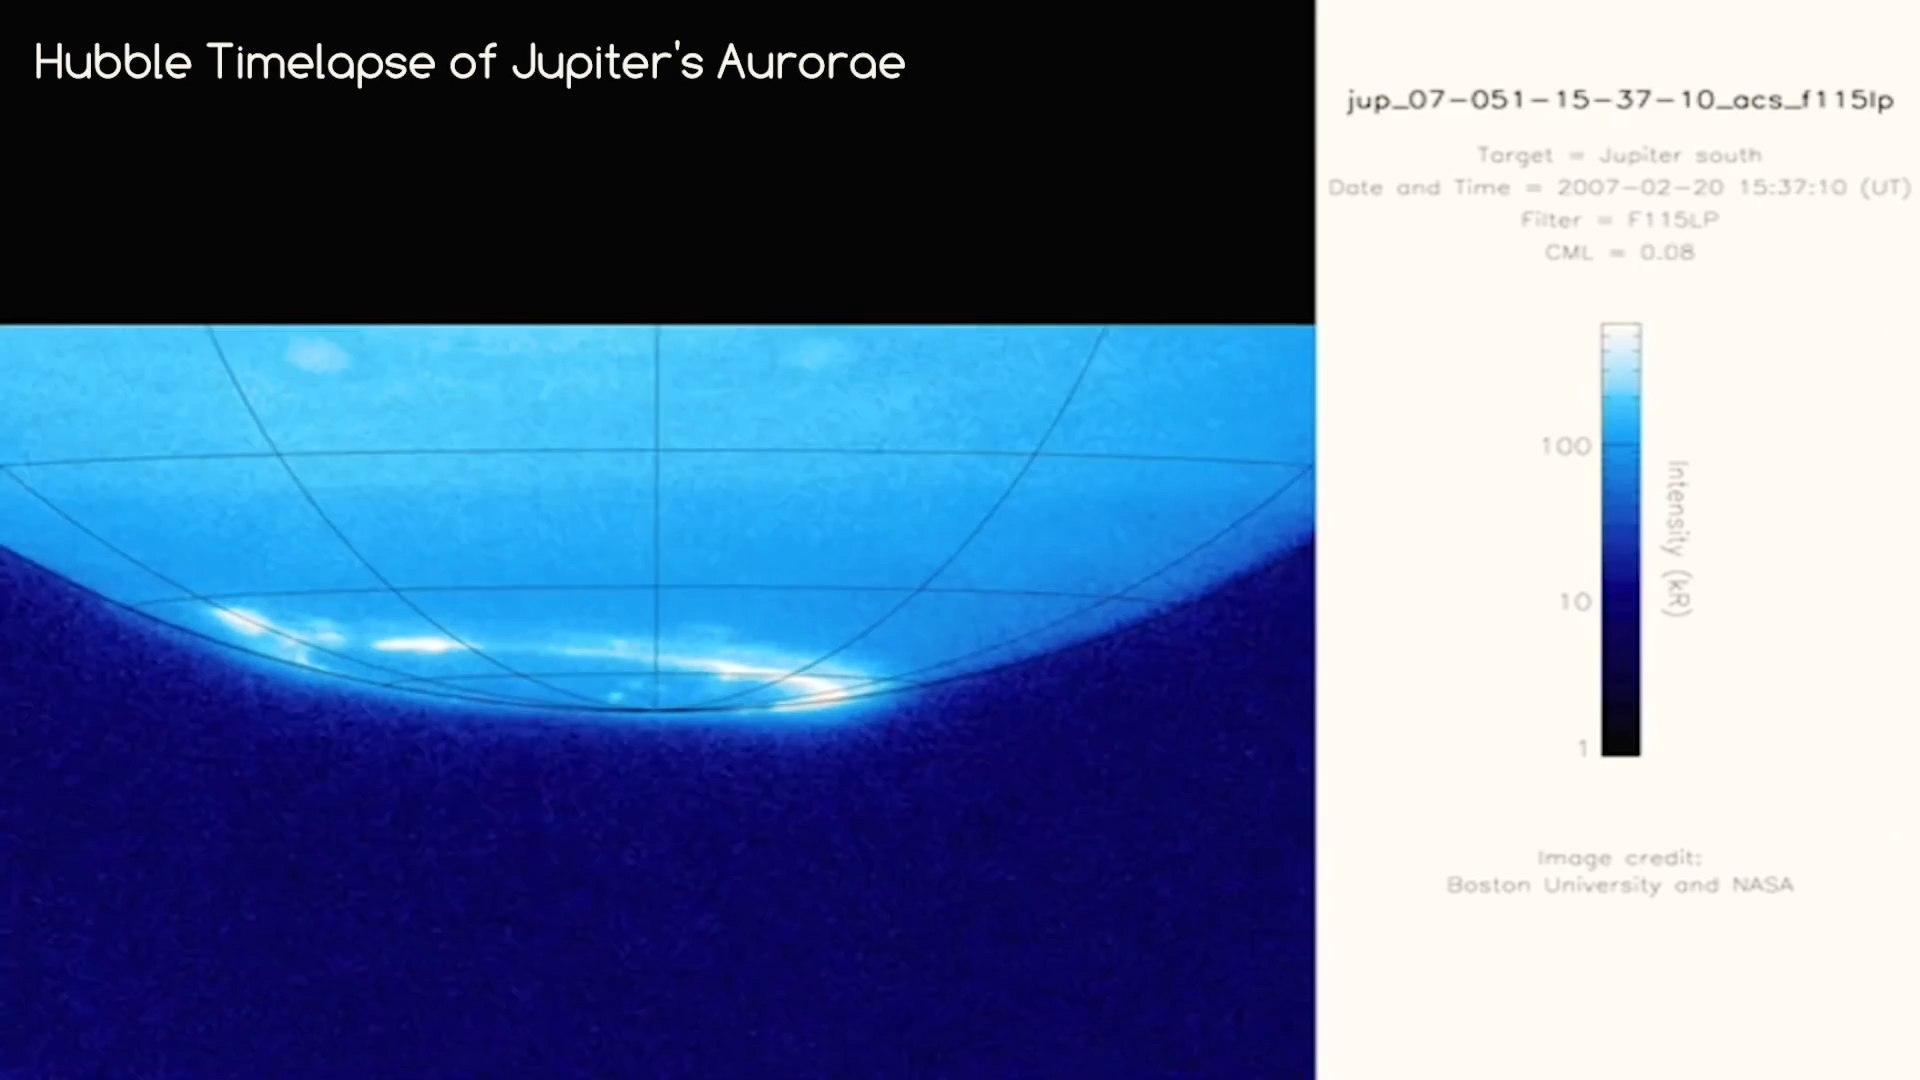 Hubble Timelapse of Jupiter's Aurorae
jup_07-051-15-37-10_acs_f115lp
Target = Jupiter south
Date and Time = 2007-02-20 15:37:10 (UT)
Filter = F115LP
CML = 0.08
100
10
1
Intensity (kR)
Image credit:
Boston University and NASA